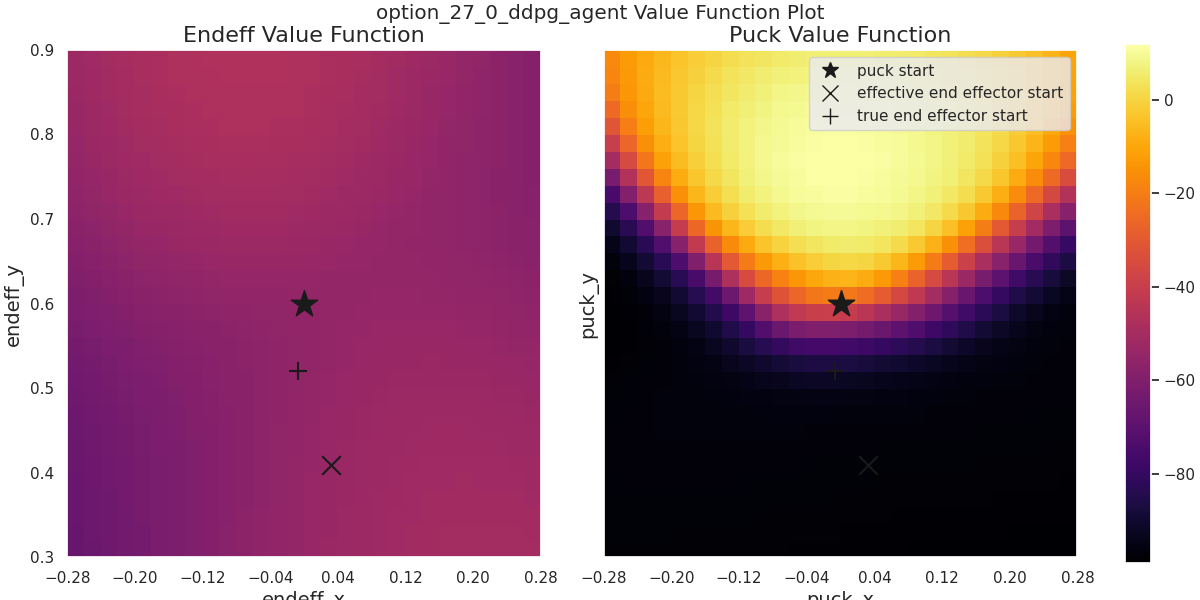 option_27_0_ddpg_agent Value Function Plot
Endeff Value Function
Puck Value Function
0.9
0.8
0.7
0.6
0.5
0.4
0.3
endeff_y
−0.28 −0.20 −0.12 −0.04 0.04 0.12 0.20 0.28
endeff_x
puck start
effective end effector start
true end effector start
puck_y
−0.28 −0.20 −0.12 −0.04 0.04 0.12 0.20 0.28
puck_x
0
−20
−40
−60
−80